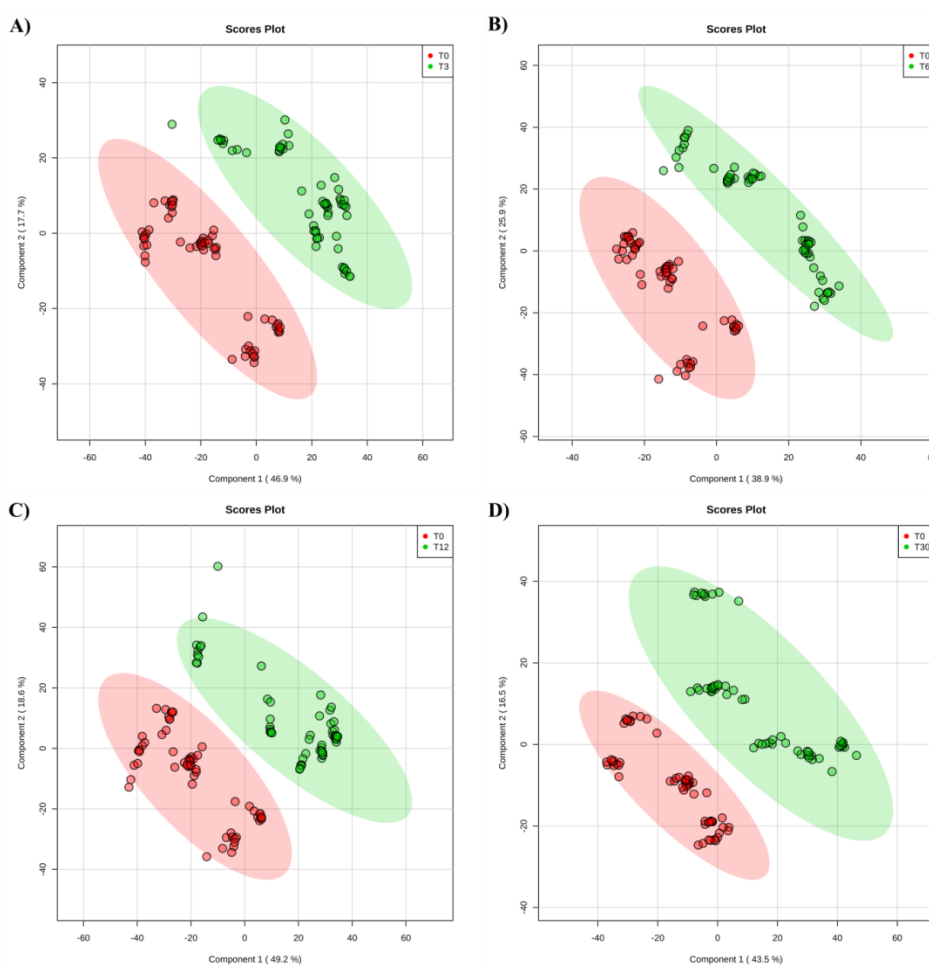 A)
Scores Plot
T0
T3
Component 2 ( 17.7 %)
40
20
0
-20
-40
-60
-40
-20
0
20
40
60
Component 1 ( 46.9 %)
B)
Scores Plot
T0
T6
Component 2 ( 25.9 %)
60
40
20
0
-20
-40
-60
-40
-20
0
20
40
60
Component 1 ( 38.9 %)
C)
Scores Plot
T0
T12
Component 2 ( 18.6 %)
60
40
20
0
-20
-40
-60
-40
-20
0
20
40
60
Component 1 ( 49.2 %)
D)
Scores Plot
T0
T30
Component 2 ( 16.5 %)
40
20
0
-20
-40
-40
-20
0
20
40
Component 1 ( 43.5 %)